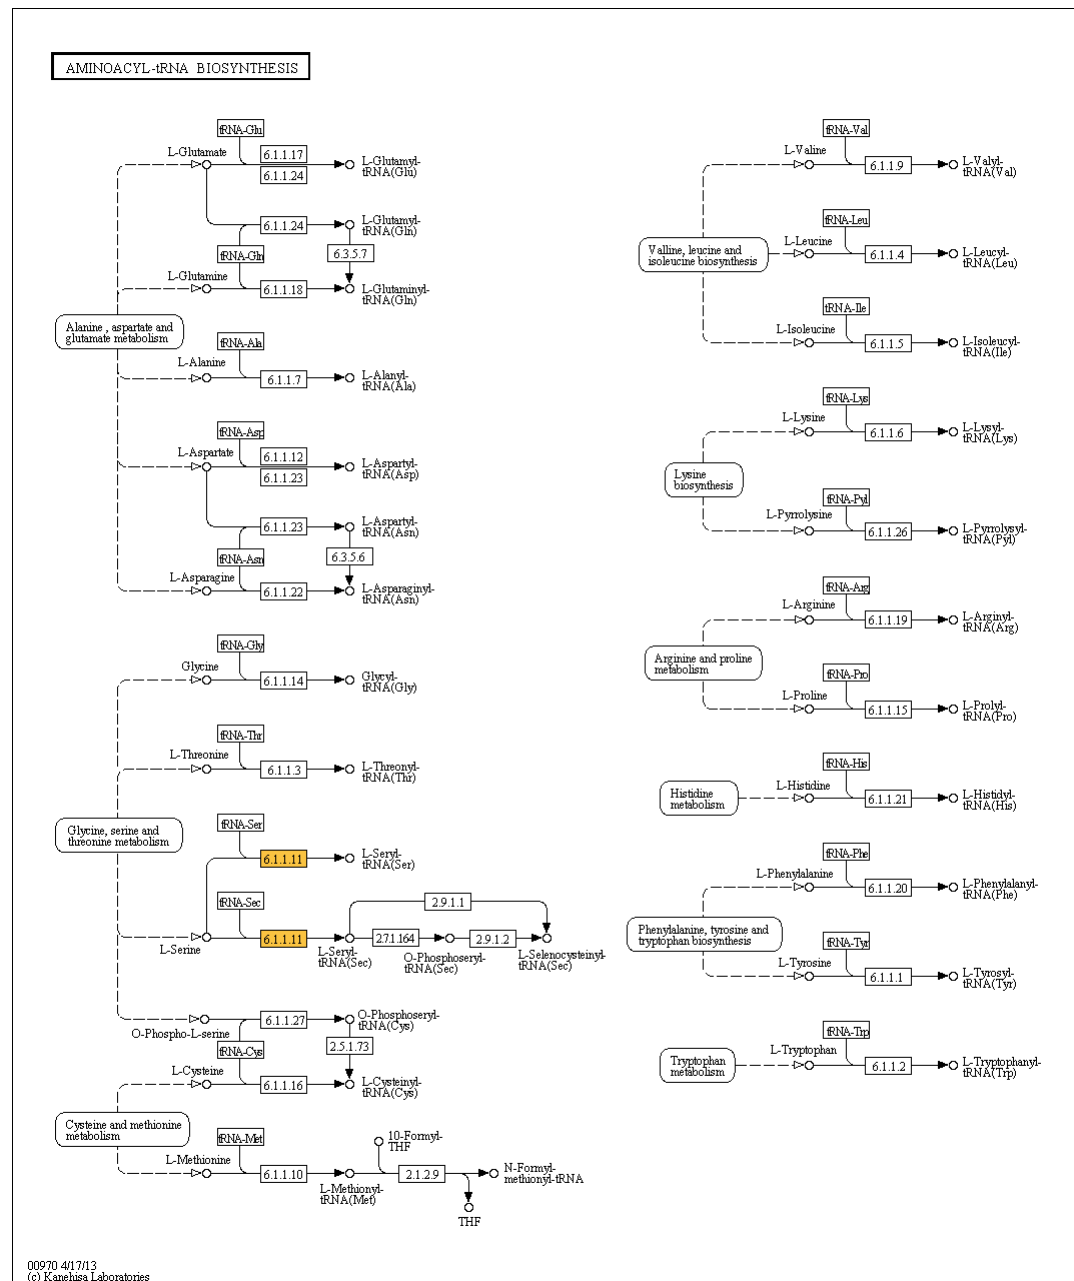 AMINOACYL-tRNA BIOSYNTHESIS
tRNA-Glu
L-Glutamate
6.1.1.17
6.1.1.24
L-Glutamyl-
tRNA(Glu)
6.1.1.24
L-Glutamyl-
tRNA(Gln)
tRNA-Gln
6.3.5.7
L-Glutamine
6.1.1.18
L-Glutaminyl-
tRNA(Gln)
Alanine , aspartate and
glutamate metabolism
tRNA-Ala
L-Alanine
6.1.1.7
L-Alanyl-
tRNA(Ala)
tRNA-Asp
L-Aspartate
6.1.1.12
6.1.1.23
L-Aspartyl-
tRNA(Asp)
6.1.1.23
L-Aspartyl-
tRNA(Asn)
tRNA-Asn
6.3.5.6
L-Asparagine
6.1.1.22
L-Asparaginyl-
tRNA(Asn)
tRNA-Gly
Glycine
6.1.1.14
Glycyl-
tRNA(Gly)
tRNA-Thr
L-Threonine
6.1.1.3
L-Threonyl-
tRNA(Thr)
Glycine, serine and
threonine metabolism
tRNA-Ser
6.1.1.11
L-Seryl-
tRNA(Ser)
tRNA-Sec
2.9.1.1
L-Serine
6.1.1.11
L-Seryl-
tRNA(Sec)
2.7.1.164
O-Phosphoseryl-
tRNA(Sec)
2.9.1.2
L-Selenocysteinyl-
tRNA(Sec)
O-Phospho-L-serine
6.1.1.27
O-Phosphoseryl-
tRNA(Cys)
tRNA-Cys
2.5.1.73
L-Cysteine
6.1.1.16
L-Cysteinyl-
tRNA(Cys)
Cysteine and methionine
metabolism
tRNA-Met
L-Methionine
6.1.1.10
L-Methionyl-
tRNA(Met)
10-Formyl-
THF
2.1.2.9
N-Formyl-
methionyl-tRNA
THF
tRNA-Val
L-Valine
6.1.1.9
L-Valyl-
tRNA(Val)
tRNA-Leu
Valline, leucine and
isoleucine biosynthesis
L-Leucine
6.1.1.4
L-Leucyl-
tRNA(Leu)
tRNA-Ile
L-Isoleucine
6.1.1.5
L-Isoleucyl-
tRNA(Ile)
tRNA-Lys
L-Lysine
6.1.1.6
L-Lysyl-
tRNA(Lys)
Lysine
biosynthesis
tRNA-Pyl
L-Pyrrolysine
6.1.1.26
L-Pyrrolysyl-
tRNA(Pyl)
tRNA-Arg
L-Arginine
6.1.1.19
L-Arginyl-
tRNA(Arg)
Arginine and proline
metabolism
tRNA-Pro
L-Proline
6.1.1.15
L-Prolyl-
tRNA(Pro)
tRNA-His
Histidine
metabolism
L-Histidine
6.1.1.21
L-Histidyl-
tRNA(His)
tRNA-Phe
L-Phenylalanine
6.1.1.20
L-Phenylalanyl-
tRNA(Phe)
Phenylalanine, tyrosine and
tryptophan biosynthesis
tRNA-Tyr
L-Tyrosine
6.1.1.1
L-Tyrosyl-
tRNA(Tyr)
tRNA-Trp
Tryptophan
metabolism
L-Tryptophan
6.1.1.2
L-Tryptophanyl-
tRNA(Trp)
00970 4/17/13
(c) Kanehisa Laboratories